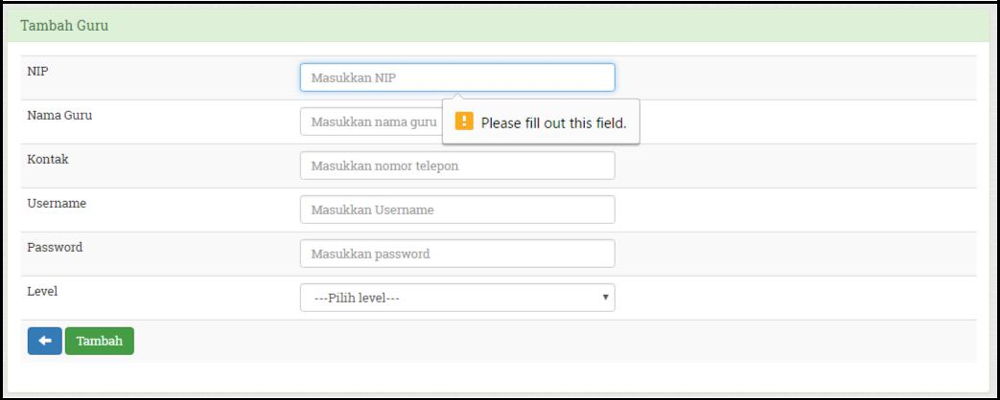 Tambah Guru
NIP
Masukkan NIP
Please fill out this field.
Nama Guru
Masukkan nama guru
Kontak
Masukkan nomor telepon
Username
Masukkan Username
Password
Masukkan password
Level
---Pilih level---
Tambah